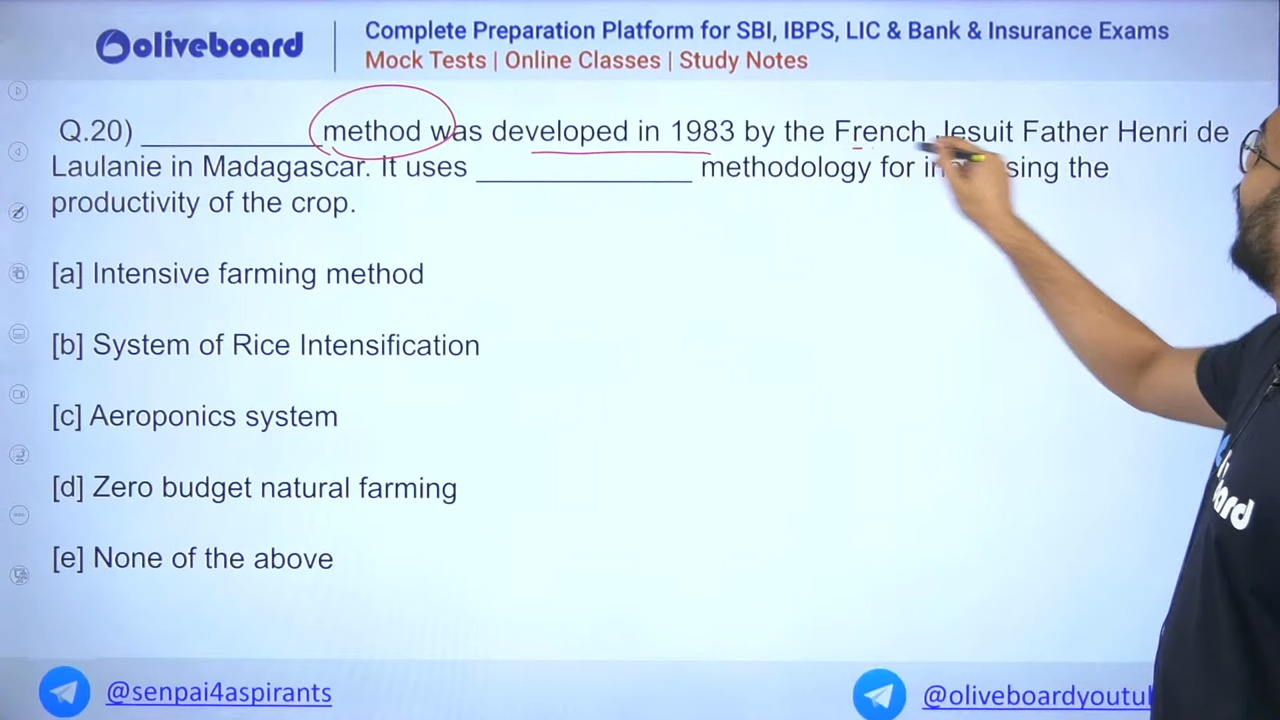 oliveboard
Complete Preparation Platform for SBI, IBPS, LIC & Bank & Insurance Exams
Mock Tests | Online Classes | Study Notes
Q.20) ____________ method was developed in 1983 by the French Jesuit Father Henri de
Laulanie in Madagascar. It uses ______________ methodology for the
productivity of the crop.
[a] Intensive farming method
[b] System of Rice Intensification
[c] Aeroponics system
[d] Zero budget natural farming
[e] None of the above
@senpai4aspirants